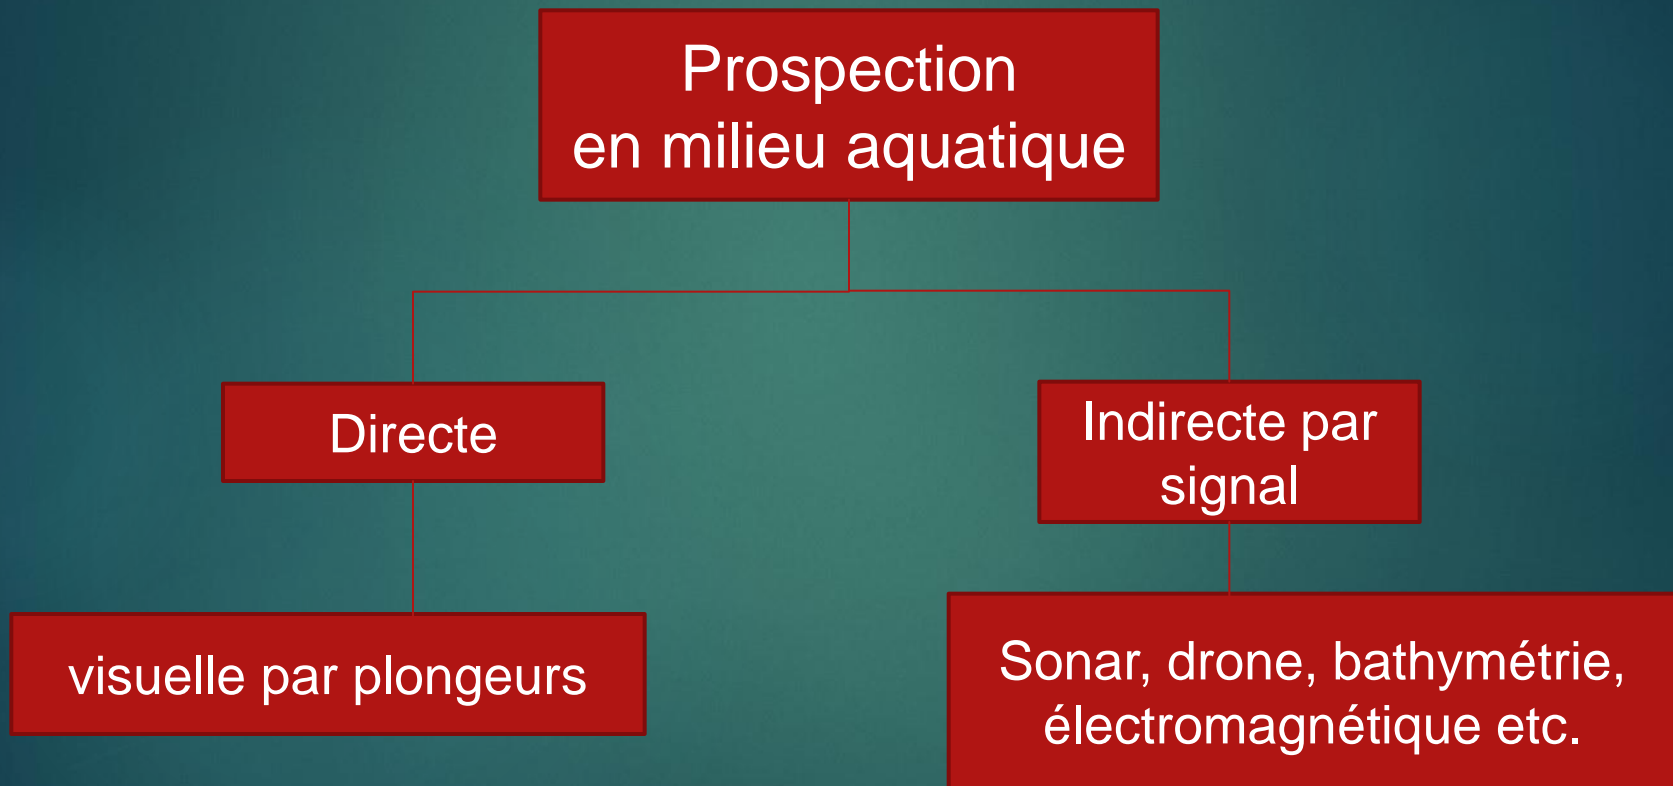 Prospection
en milieu aquatique
Directe
Indirecte par
signal
visuelle par plongeurs
Sonar, drone, bathymétrie,
électromagnétique etc.